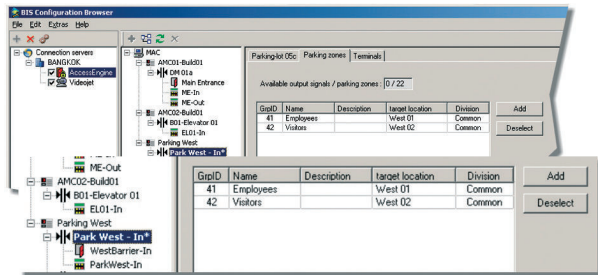 BIS Configuration Browser
File Edit Extras Help
Connection servers
BANGKOK
AccessEngine
Videojet
MAC
AMC01-Build01
DM 01a
Main Entrance
ME-In
ME-Out
AMC02-Build01
B01-Elevator 01
EL01-In
Parking West
Park West - In*
Parking-lot 05c Parking zones Terminals
Available output signals / parking zones : 0 / 22
GrpID Name Description target location Division
41 Employees West 01 Common
42 Visitors West 02 Common
Add
Deselect
ME-Out
AMC02-Build01
B01-Elevator 01
EL01-In
Parking West
Park West - In*
WestBarrier-In
ParkWest-In
GrpID Name Description target location Division
41 Employees West 01 Common
42 Visitors West 02 Common
Add
Deselect